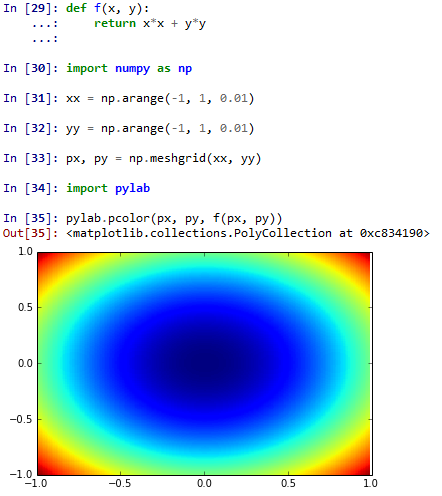 In [29]: def f(x, y):
   ...:     return x*x + y*y
   ...:
In [30]: import numpy as np
In [31]: xx = np.arange(-1, 1, 0.01)
In [32]: yy = np.arange(-1, 1, 0.01)
In [33]: px, py = np.meshgrid(xx, yy)
In [34]: import pylab
In [35]: pylab.pcolor(px, py, f(px, py))
Out[35]: <matplotlib.collections.PolyCollection at 0xc834190>
1.0
0.5
0.0
−0.5
−1.0
−1.0 −0.5 0.0 0.5 1.0